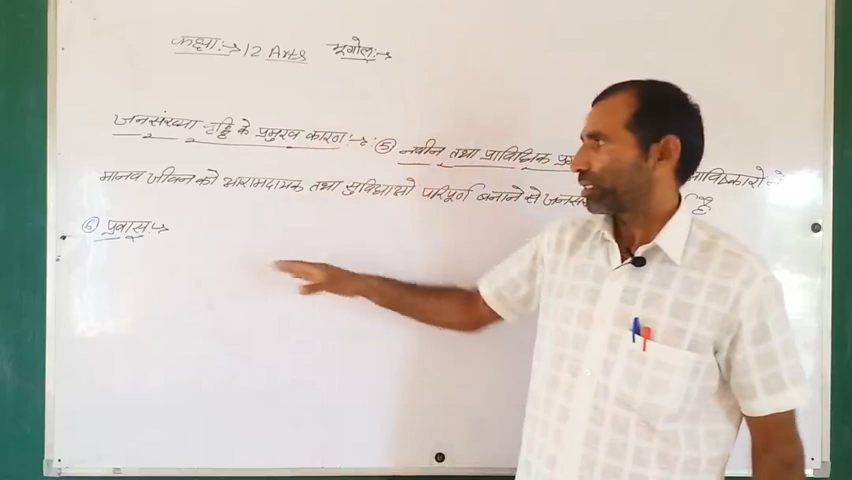 कक्षा:→ 12 Arts भूगोल:→
जनसंख्या वृद्धि के प्रमुख कारण:→: ⑤ नवीन तथा प्राविधिक
मानव जीवन को आरामदायक तथा सुविधाओ परिपूर्ण बनाने से है
⑥ प्रवास:→